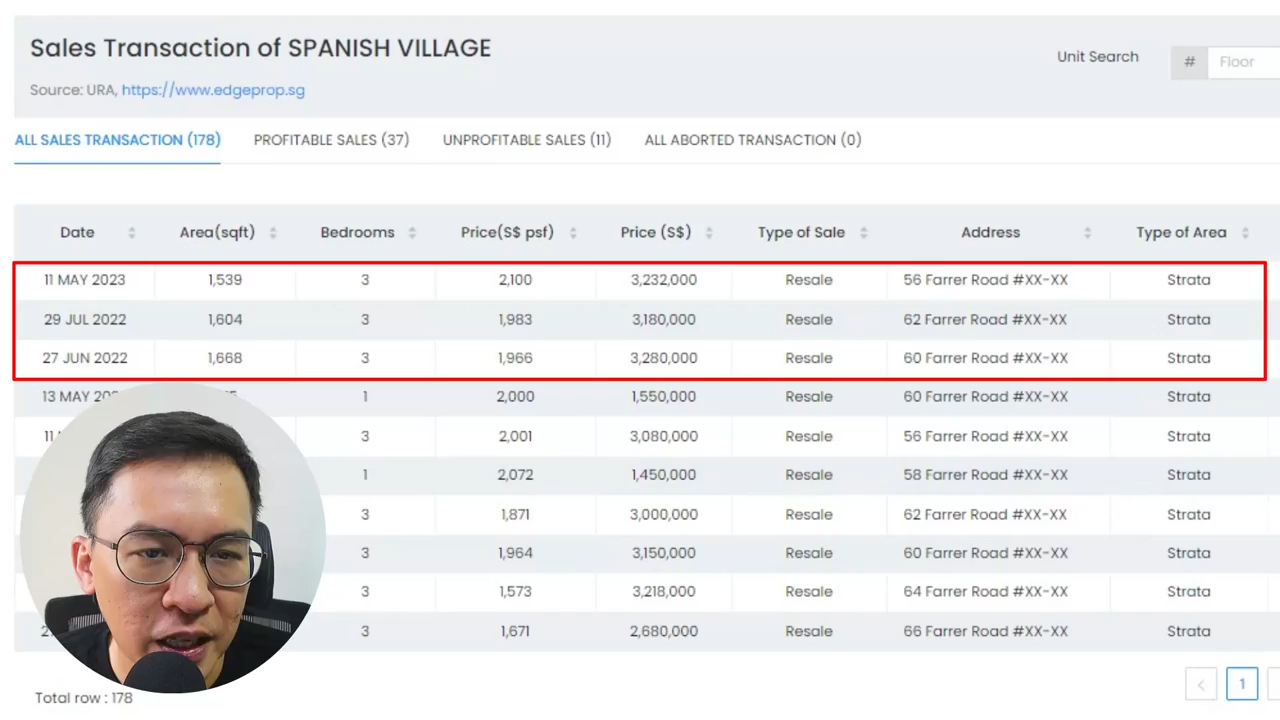 Sales Transaction of SPANISH VILLAGE
Unit Search # Floor
Source: URA, https://www.edgeprop.sg
ALL SALES TRANSACTION (178) PROFITABLE SALES (37) UNPROFITABLE SALES (11) ALL ABORTED TRANSACTION (0)
Date Area(sqft) Bedrooms Price(S$ psf) Price (S$) Type of Sale Address Type of Area
11 MAY 2023 1,539 3 2,100 3,232,000 Resale 56 Farrer Road #XX-XX Strata
29 JUL 2022 1,604 3 1,983 3,180,000 Resale 62 Farrer Road #XX-XX Strata
27 JUN 2022 1,668 3 1,966 3,280,000 Resale 60 Farrer Road #XX-XX Strata
13 MAY 1 2,000 1,550,000 Resale 60 Farrer Road #XX-XX Strata
11 3 2,001 3,080,000 Resale 56 Farrer Road #XX-XX Strata
1 2,072 1,450,000 Resale 58 Farrer Road #XX-XX Strata
3 1,871 3,000,000 Resale 62 Farrer Road #XX-XX Strata
3 1,964 3,150,000 Resale 60 Farrer Road #XX-XX Strata
3 1,573 3,218,000 Resale 64 Farrer Road #XX-XX Strata
3 1,671 2,680,000 Resale 66 Farrer Road #XX-XX Strata
Total row : 178 < 1